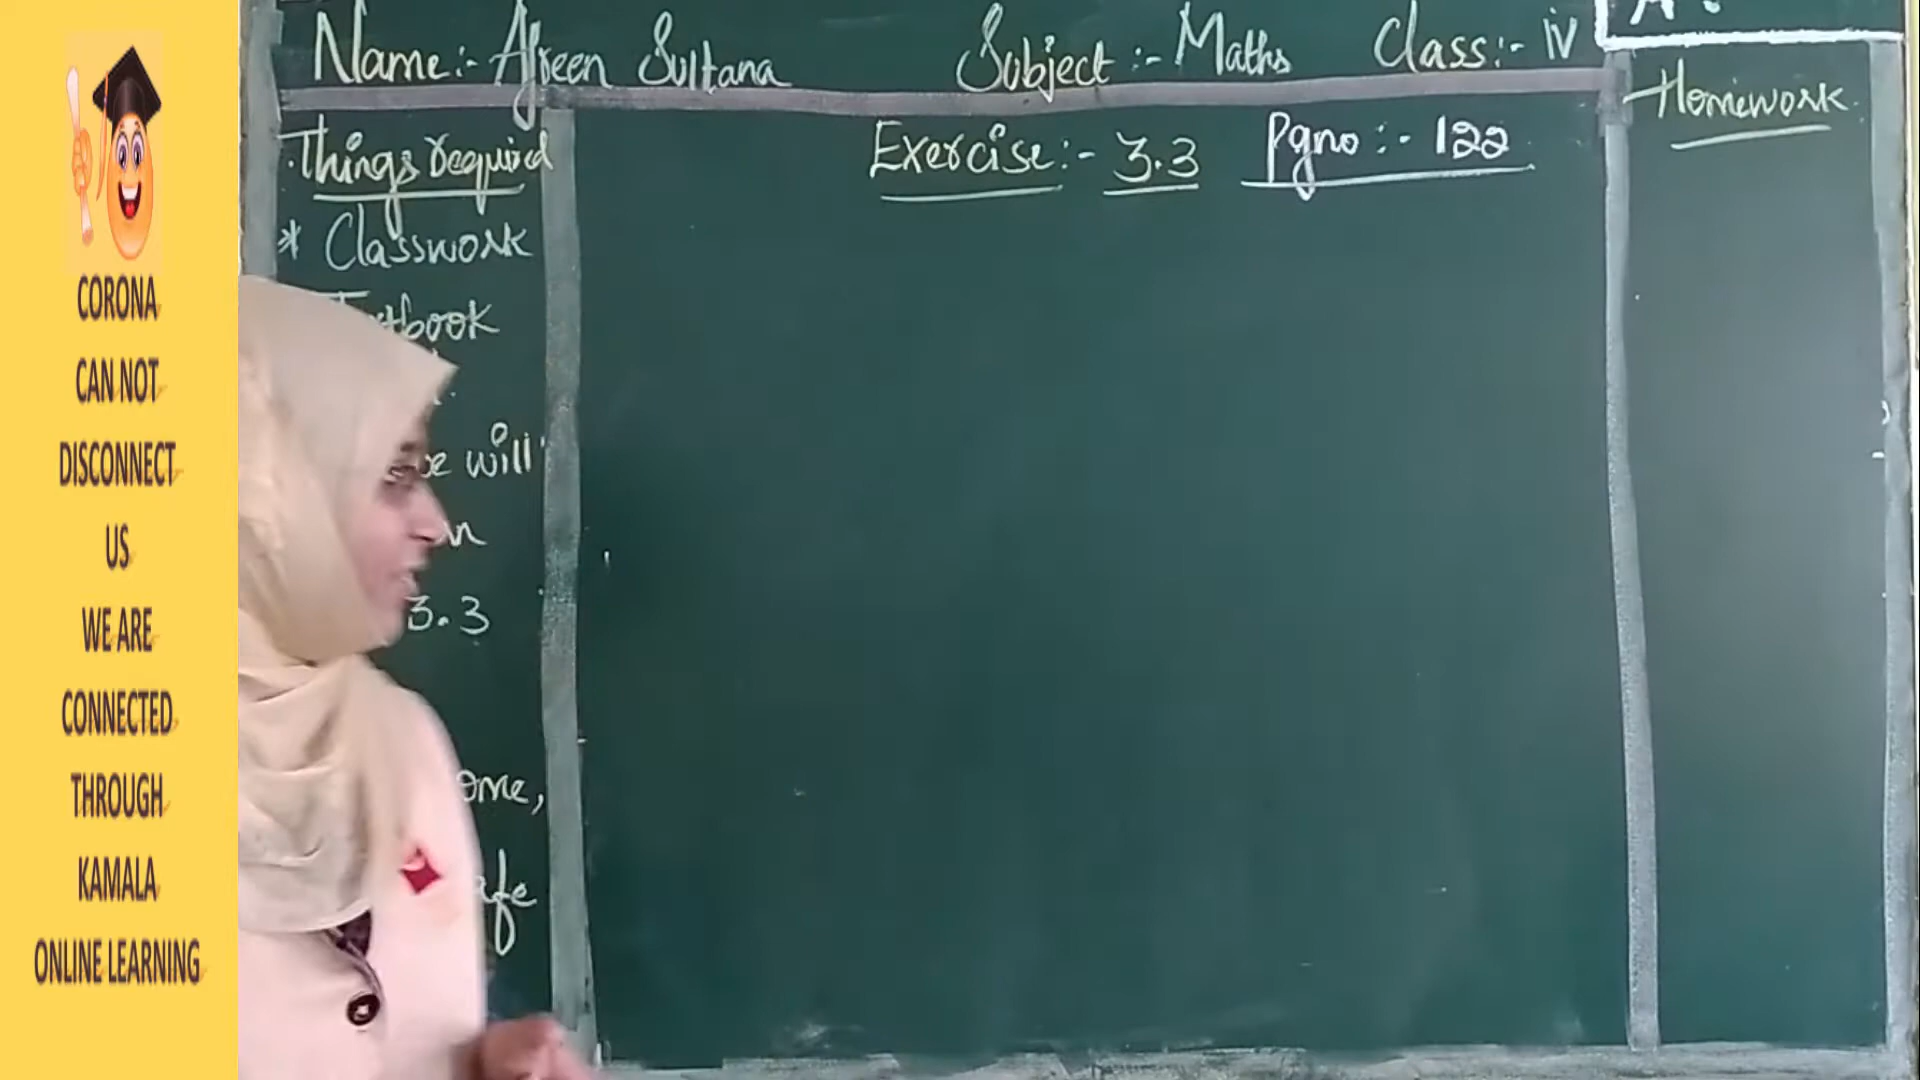 CORONA
CAN NOT
DISCONNECT
US
WE ARE
CONNECTED
THROUGH
KAMALA
ONLINE LEARNING
Name:- Afreen Sultana Subject:- Maths Class:- iv
Things required
* Classwork
Exercise:- 3.3 Pgno:- 122
Homework
will
3.3